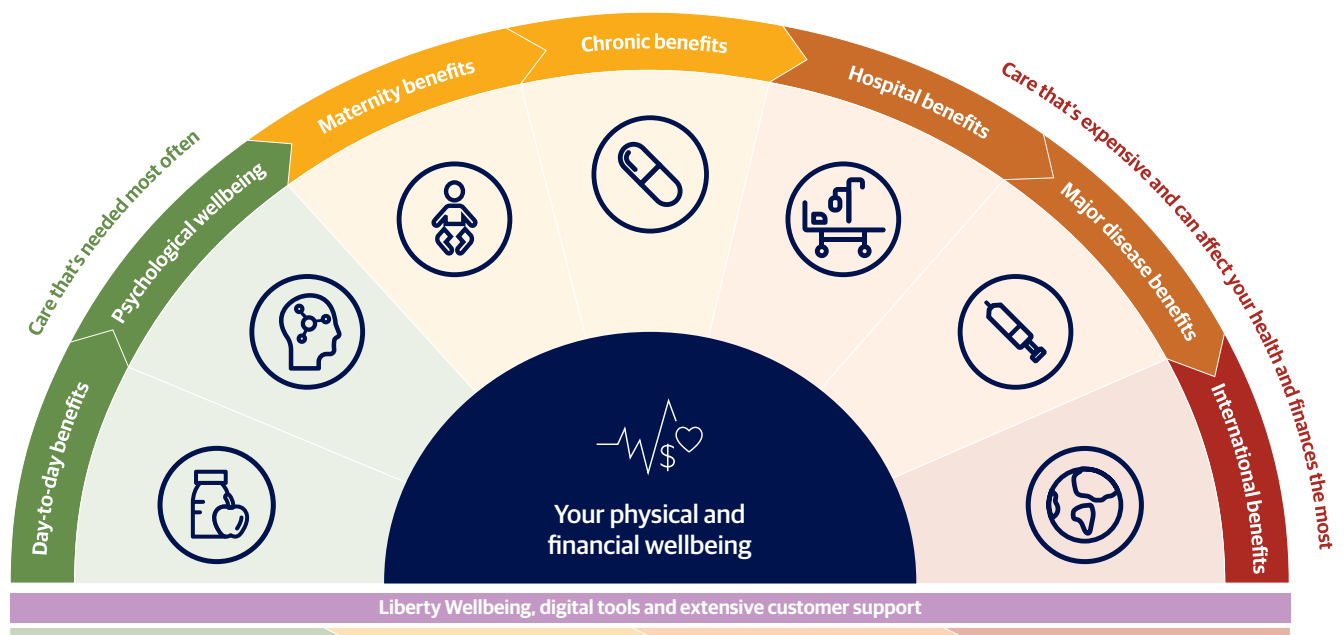 Care that's needed most often
Care that's expensive and can affect your health and finances the most
Day-to-day benefits
Psychological wellbeing
Maternity benefits
Chronic benefits
Hospital benefits
Major disease benefits
International benefits
$
Your physical and
financial wellbeing
Liberty Wellbeing, digital tools and extensive customer support